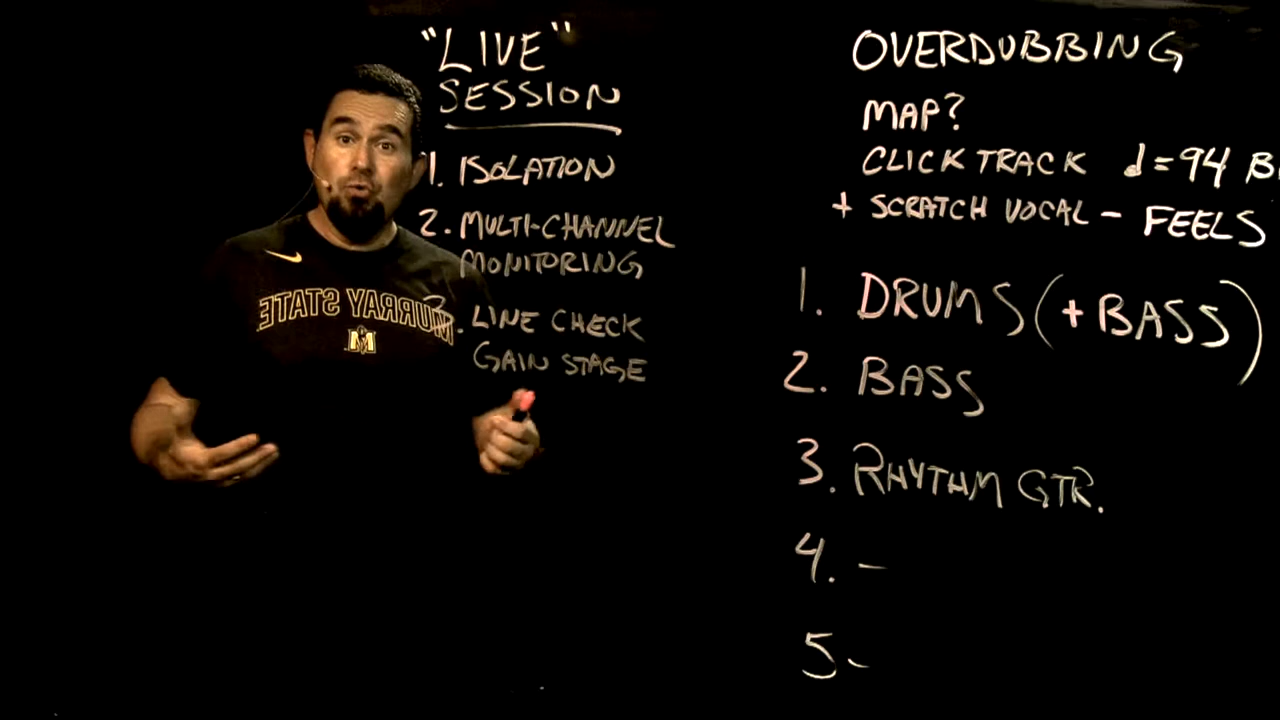 "LIVE"
SESSION
1. ISOLATION
2. MULTI-CHANNEL
MONITORING
3. LINE CHECK
GAIN STAGE
MURRAY STATE
M
OVERDUBBING
MAP?
CLICK TRACK ♩=94 B
+ SCRATCH VOCAL - FEELS
1. DRUMS (+ BASS)
2. BASS
3. RHYTHM GTR.
4. -
5 -